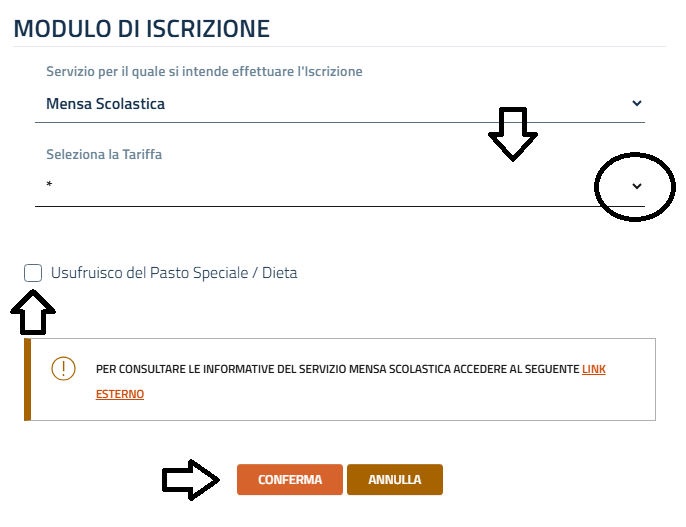 MODULO DI ISCRIZIONE
Servizio per il quale si intende effettuare l'Iscrizione
Mensa Scolastica
Seleziona la Tariffa
*
Usufruisco del Pasto Speciale / Dieta
PER CONSULTARE LE INFORMATIVE DEL SERVIZIO MENSA SCOLASTICA ACCEDERE AL SEGUENTE LINK
ESTERNO
CONFERMA ANNULLA